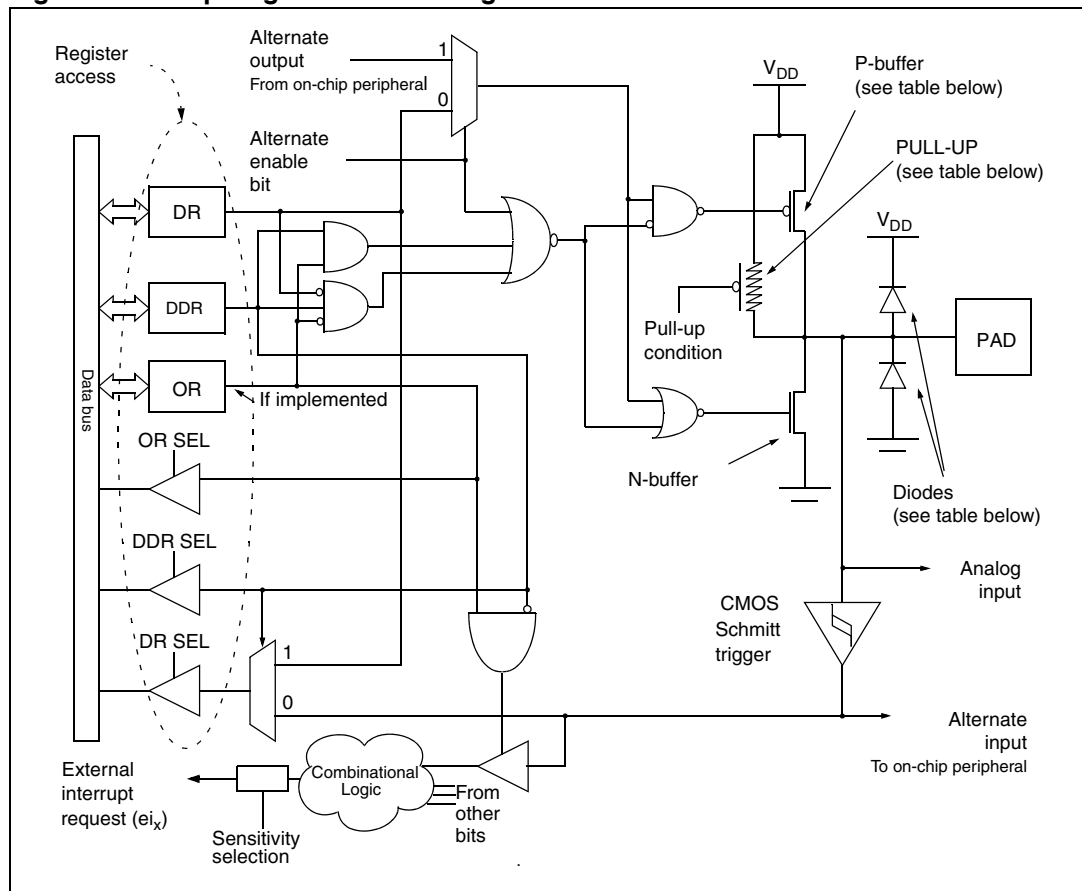 Register
access
Alternate
output
From on-chip peripheral
1
0
Alternate
enable
bit
VDD
P-buffer
(see table below)
PULL-UP
(see table below)
VDD
DR
DDR
OR
Data bus
If implemented
Pull-up
condition
PAD
OR SEL
N-buffer
Diodes
(see table below)
DDR SEL
Analog
input
CMOS
Schmitt
trigger
DR SEL
1
0
Alternate
input
To on-chip peripheral
External
interrupt
request (eix)
Combinational
Logic
From
other
bits
Sensitivity
selection